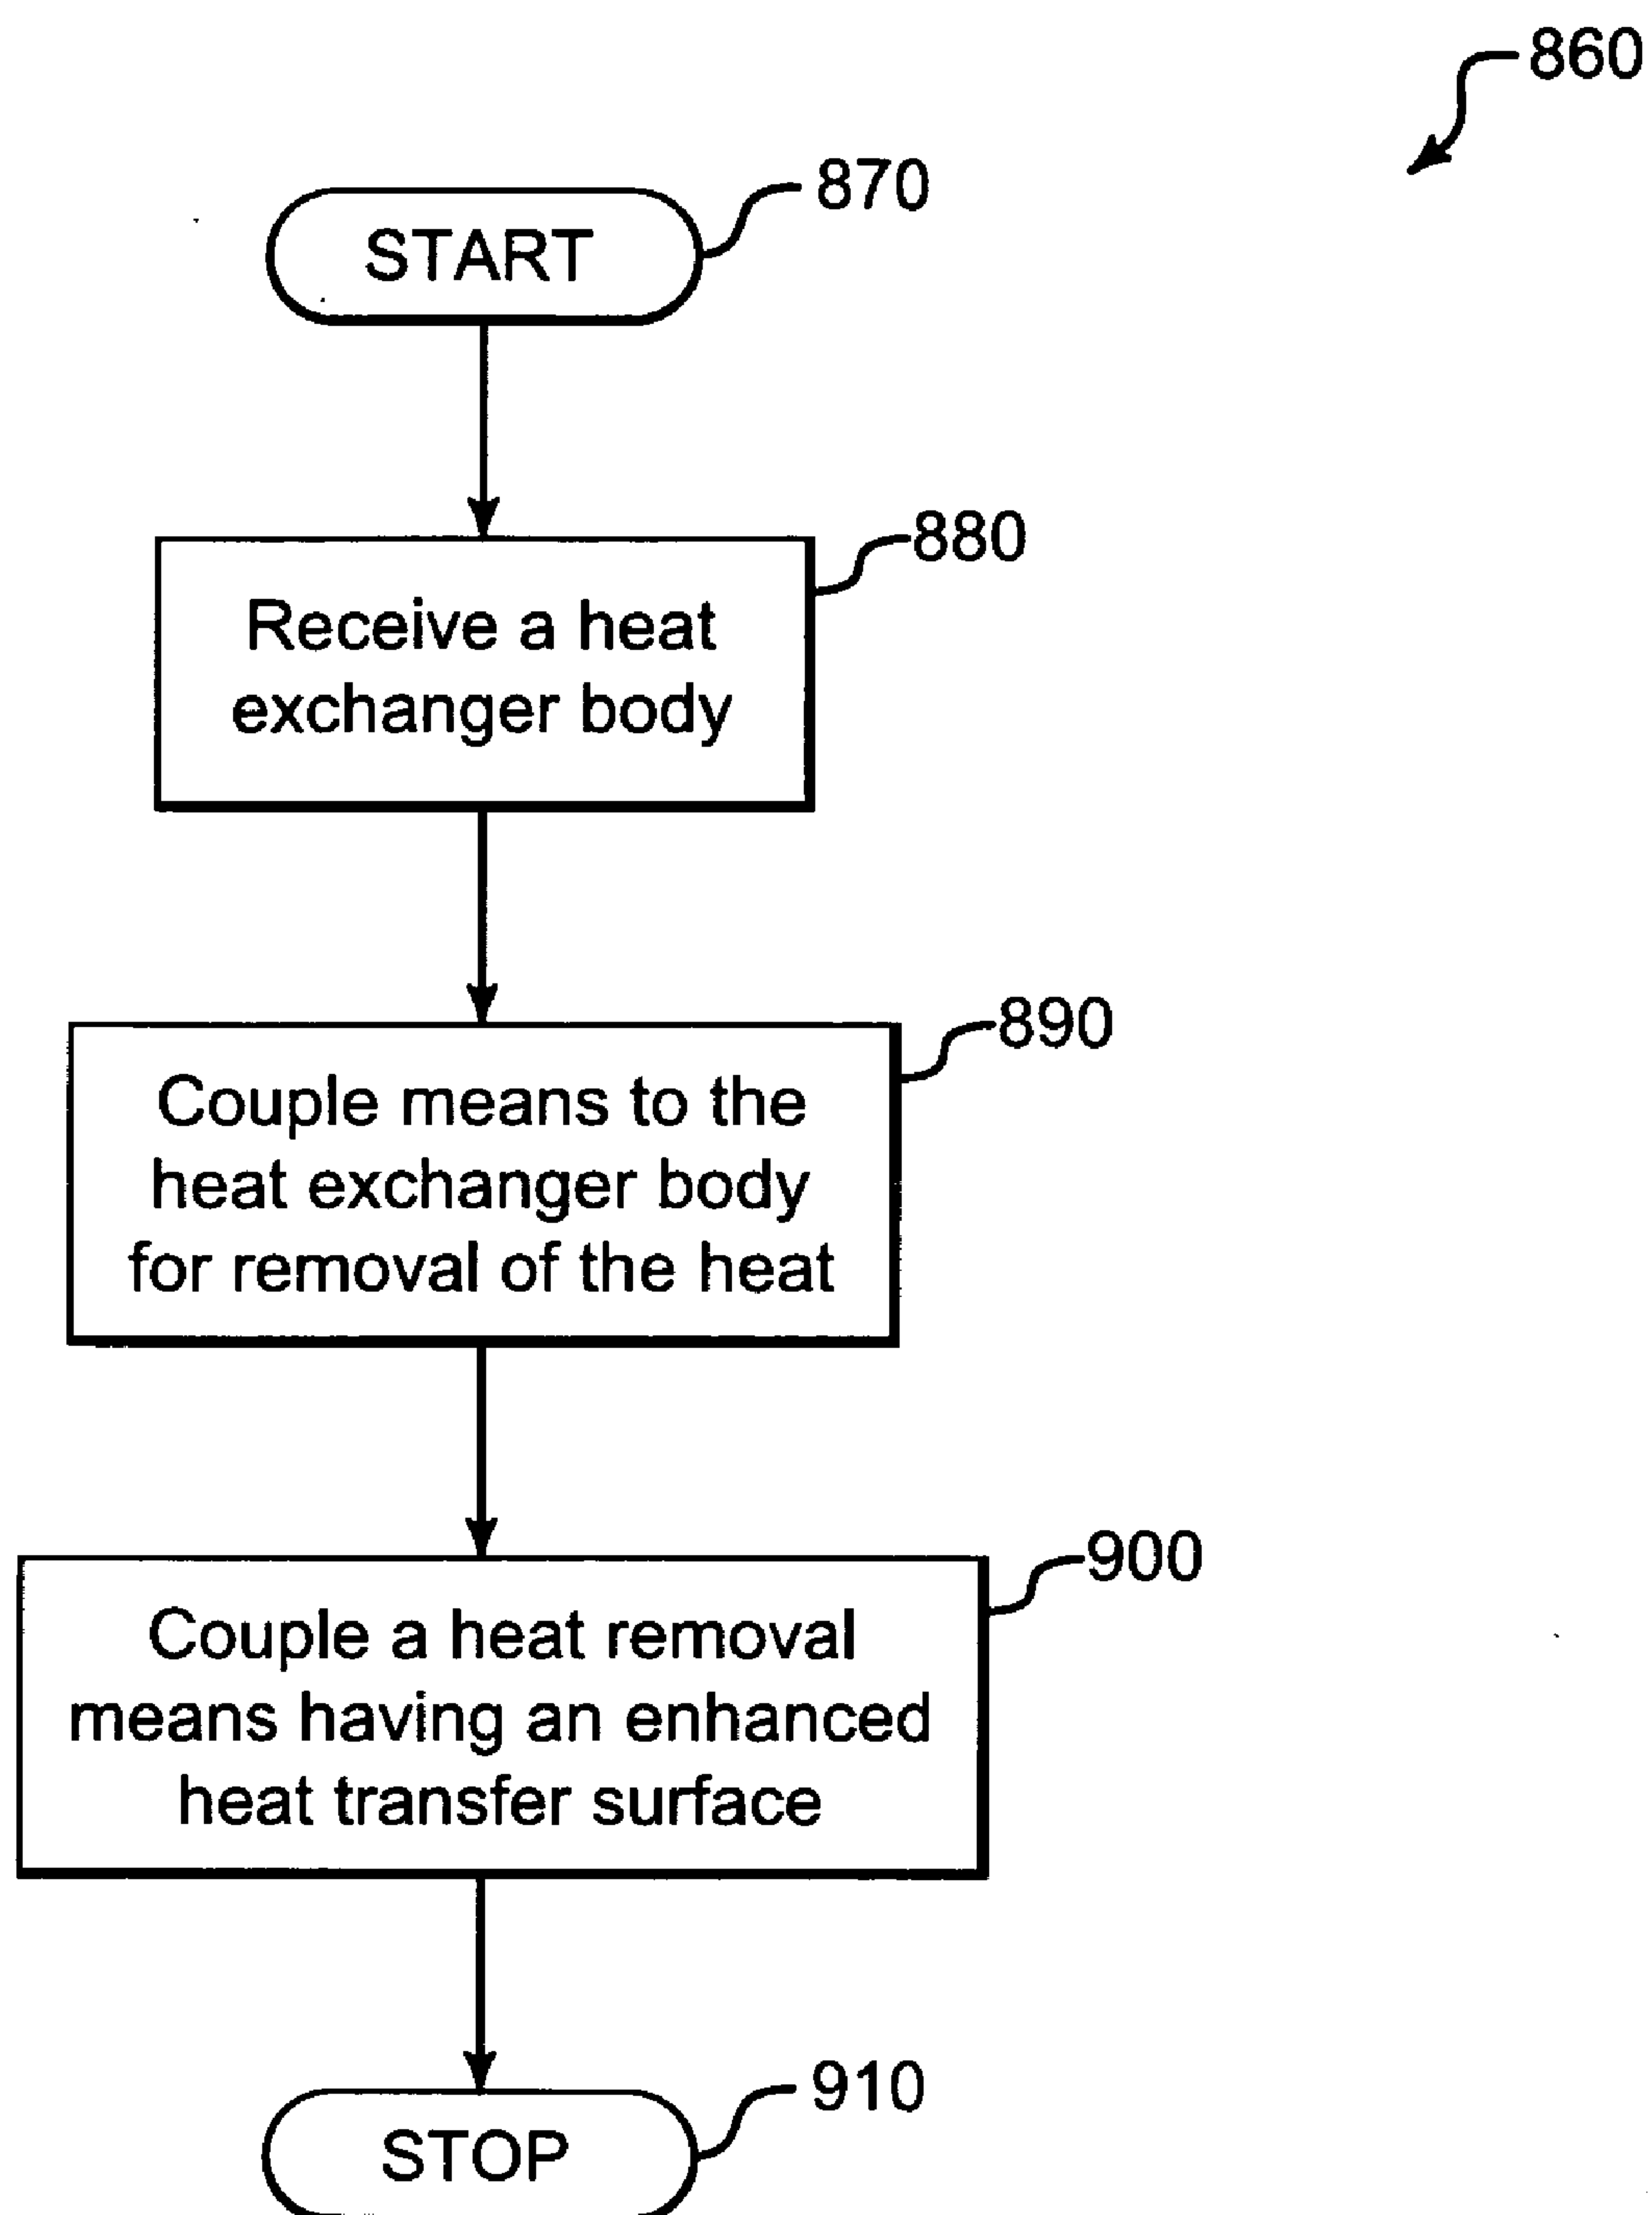 860
870
START
880
Receive a heat
exchanger body
890
Couple means to the
heat exchanger body
for removal of the heat
900
Couple a heat removal
means having an enhanced
heat transfer surface
910
STOP